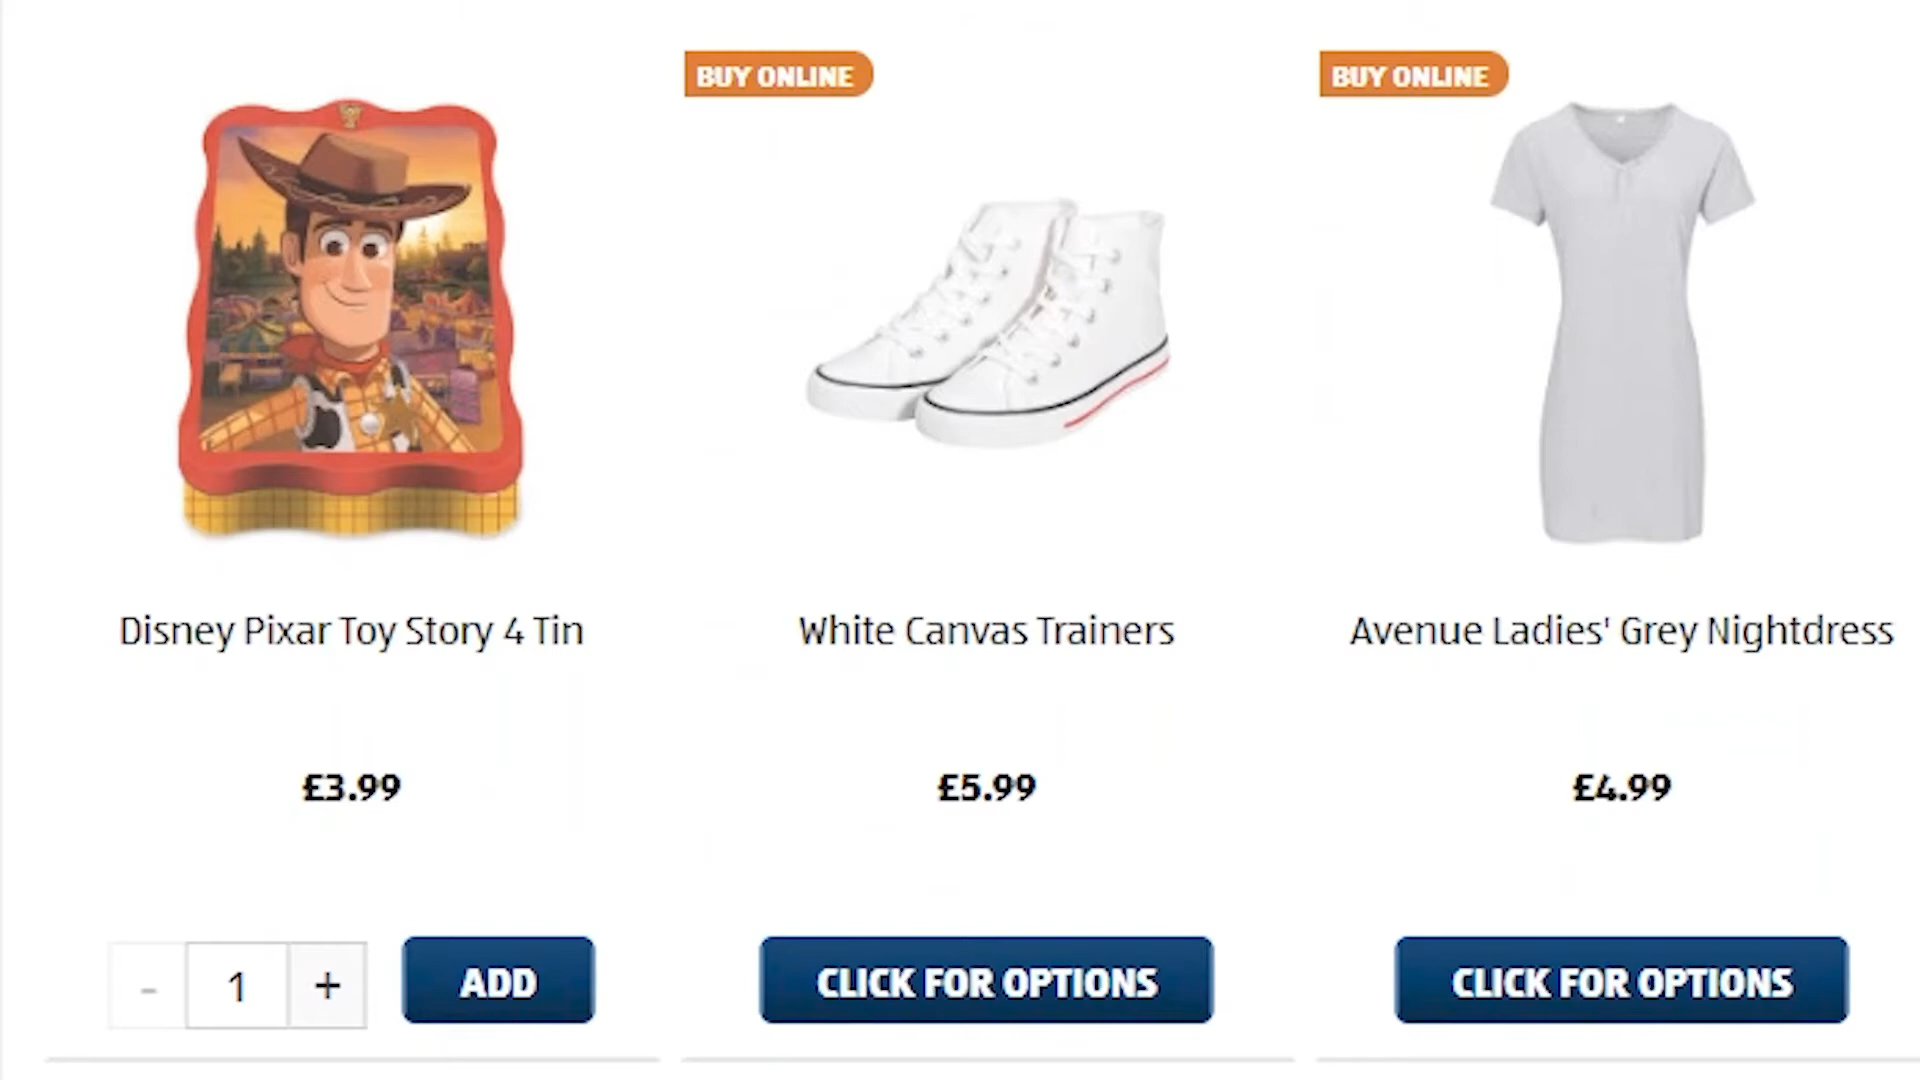 BUY ONLINE
BUY ONLINE
Disney Pixar Toy Story 4 Tin
White Canvas Trainers
Avenue Ladies' Grey Nightdress
£3.99
£5.99
£4.99
- 1 +
ADD
CLICK FOR OPTIONS
CLICK FOR OPTIONS